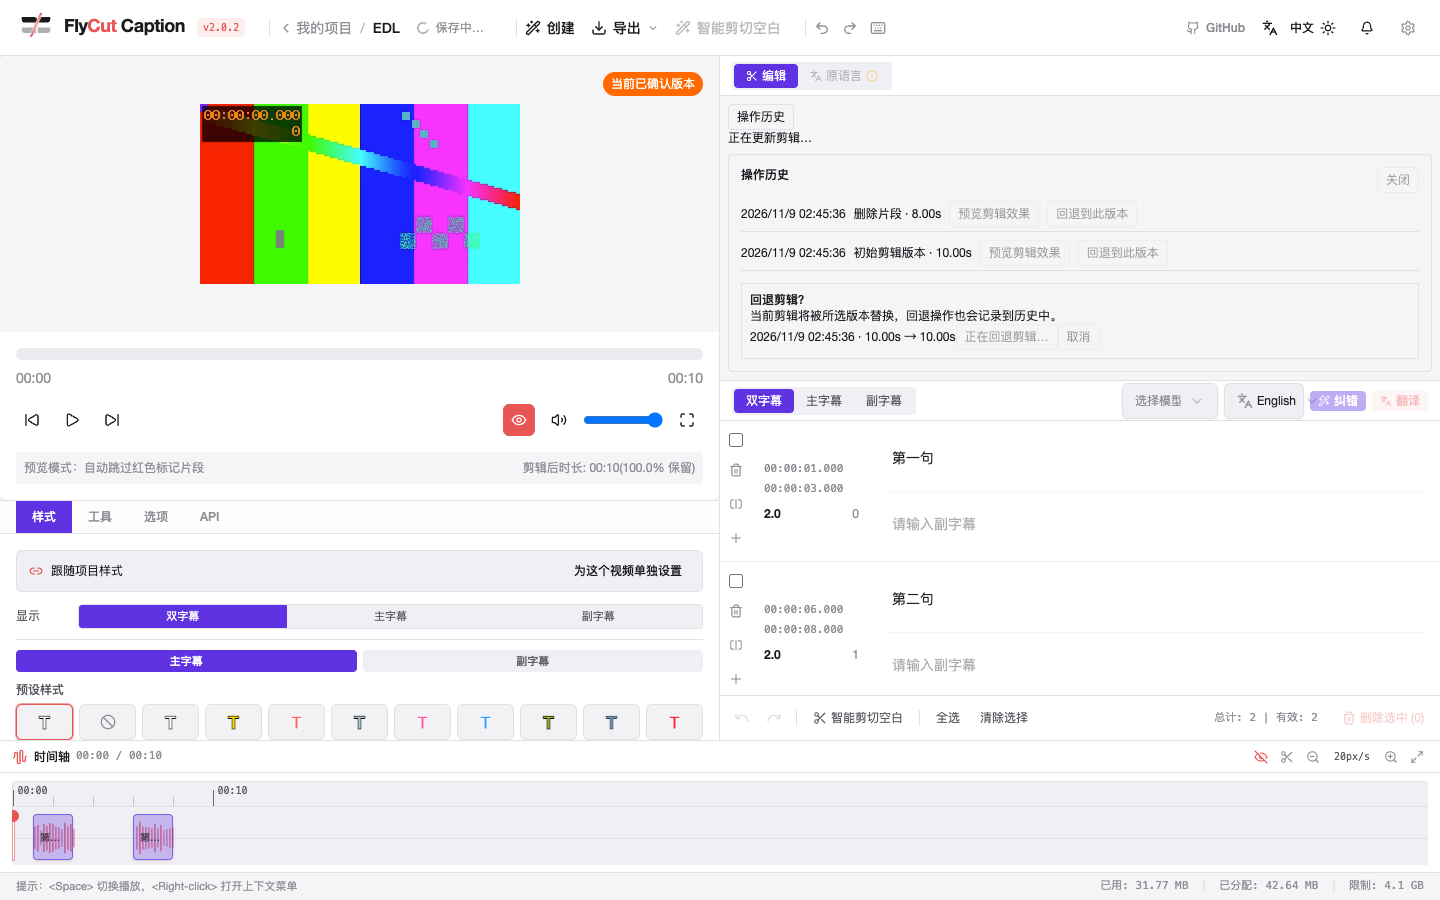 FlyCut Caption v2.0.2 我的项目 / EDL 保存中... 创建 导出 智能剪切空白 GitHub 中文
当前已确认版本
00:00:00.000
0
00:00 00:10
预览模式：自动跳过红色标记片段 剪辑后时长: 00:10(100.0% 保留)
样式 工具 选项 API
跟随项目样式 为这个视频单独设置
显示 双字幕 主字幕 副字幕
主字幕 副字幕
预设样式
T T T T T T T T T T
编辑 原语言
操作历史
正在更新剪辑...
操作历史 关闭
2026/11/9 02:45:36 删除片段 · 8.00s 预览剪辑效果 回退到此版本
2026/11/9 02:45:36 初始剪辑版本 · 10.00s 预览剪辑效果 回退到此版本
回退剪辑?
当前剪辑将被所选版本替换，回退操作也会记录到历史中。
2026/11/9 02:45:36 · 10.00s → 10.00s 正在回退剪辑... 取消
双字幕 主字幕 副字幕 选择模型 English 纠错 翻译
00:00:01.000 第一句
00:00:03.000
2.0 0 请输入副字幕
00:00:06.000 第二句
00:00:08.000
2.0 1 请输入副字幕
智能剪切空白 全选 清除选择 总计: 2 | 有效: 2 删除选中 (0)
时间轴 00:00 / 00:10 20px/s
00:00 00:10
第... 第...
提示：<Space> 切换播放，<Right-click> 打开上下文菜单 已用: 31.77 MB 已分配: 42.64 MB 限制: 4.1 GB